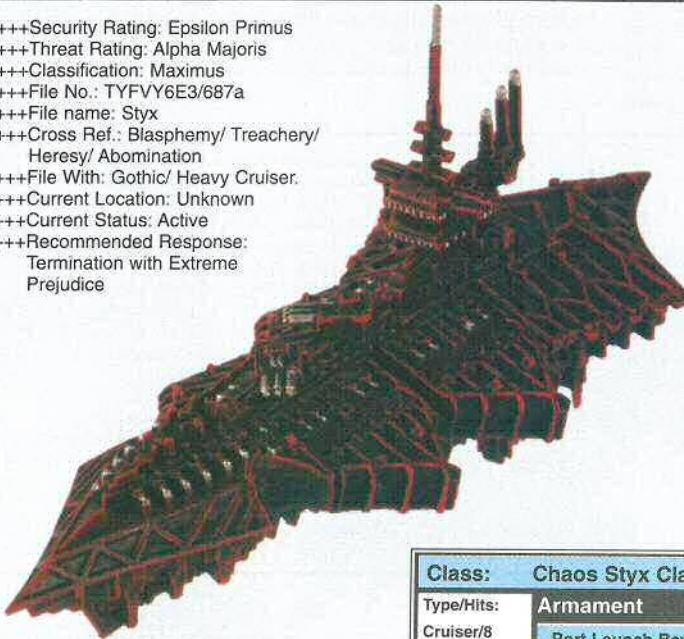 +++Security Rating: Epsilon Primus
+++Threat Rating: Alpha Majoris
+++Classification: Maximus
+++File No.: TYFVY6E3/687a
+++File name: Styx
+++Cross Ref.: Blasphemy/ Treachery/
Heresy/ Abomination
+++File With: Gothic/ Heavy Cruiser.
+++Current Location: Unknown
+++Current Status: Active
+++Recommended Response:
Termination with Extreme
Prejudice
Class: Chaos Styx Cla
Type/Hits: Armament
Cruiser/8
Port Launch